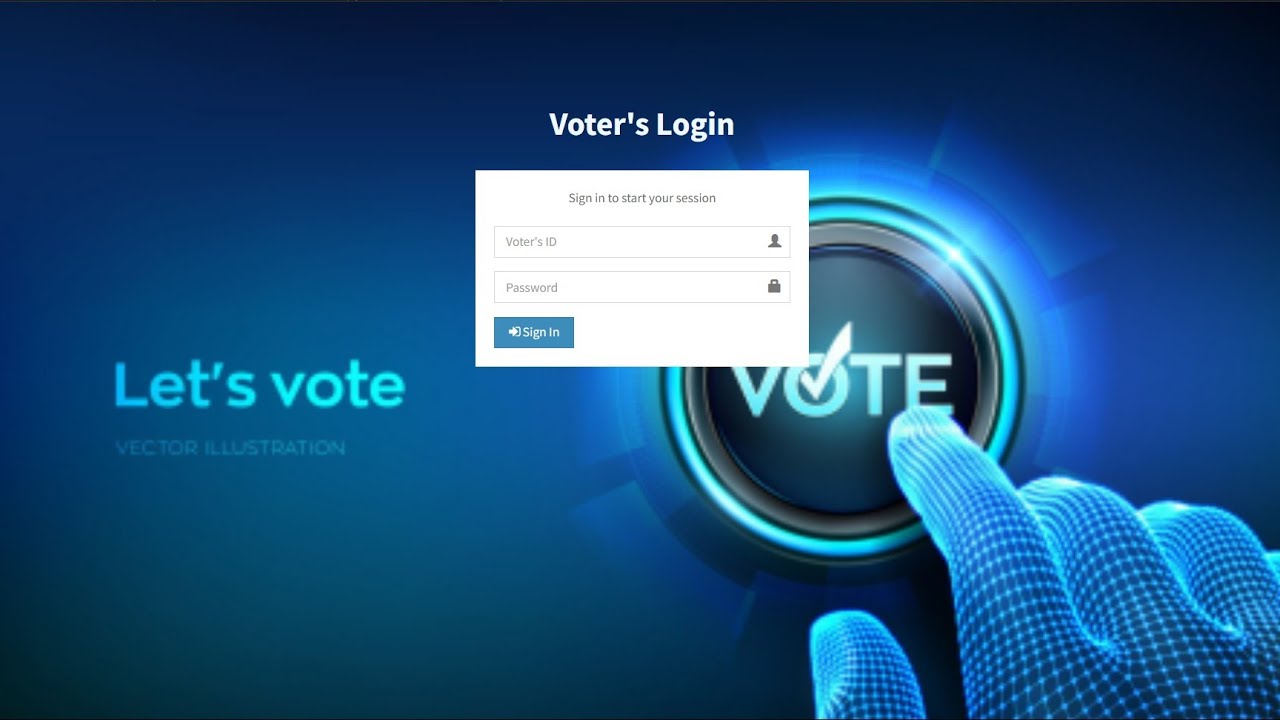 Voter's Login
Sign in to start your session
Voter's ID
Password
Sign In
Let's vote
VECTOR ILLUSTRATION
VOTE